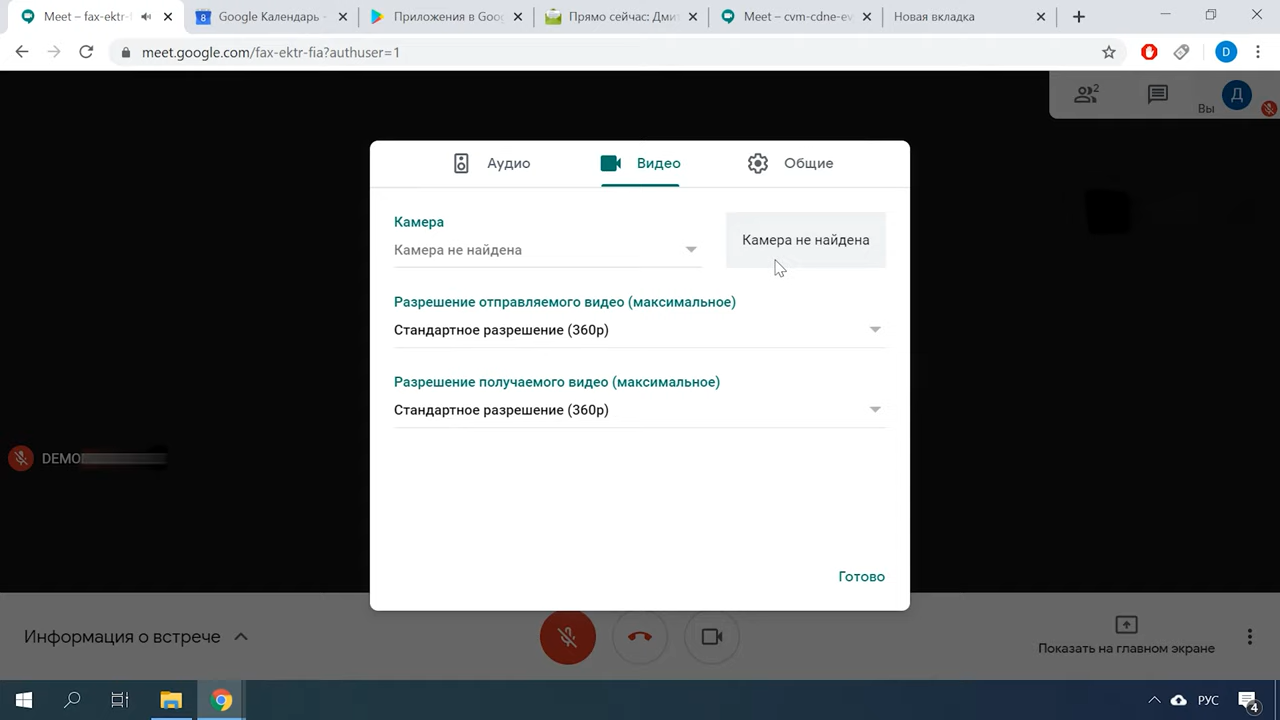 Meet – fax-ektr-f
Google Календарь -
8
Приложения в Goog
Прямо сейчас: Дми
Meet – cvm-cdne-ev
Новая вкладка
meet.google.com/fax-ektr-fia?authuser=1
D
2
Вы
Д
Аудио
Видео
Общие
Камера
Камера не найдена
Камера не найдена
Разрешение отправляемого видео (максимальное)
Стандартное разрешение (360p)
Разрешение получаемого видео (максимальное)
Стандартное разрешение (360p)
DEMO
Готово
Информация о встрече
Показать на главном экране
РУС
4